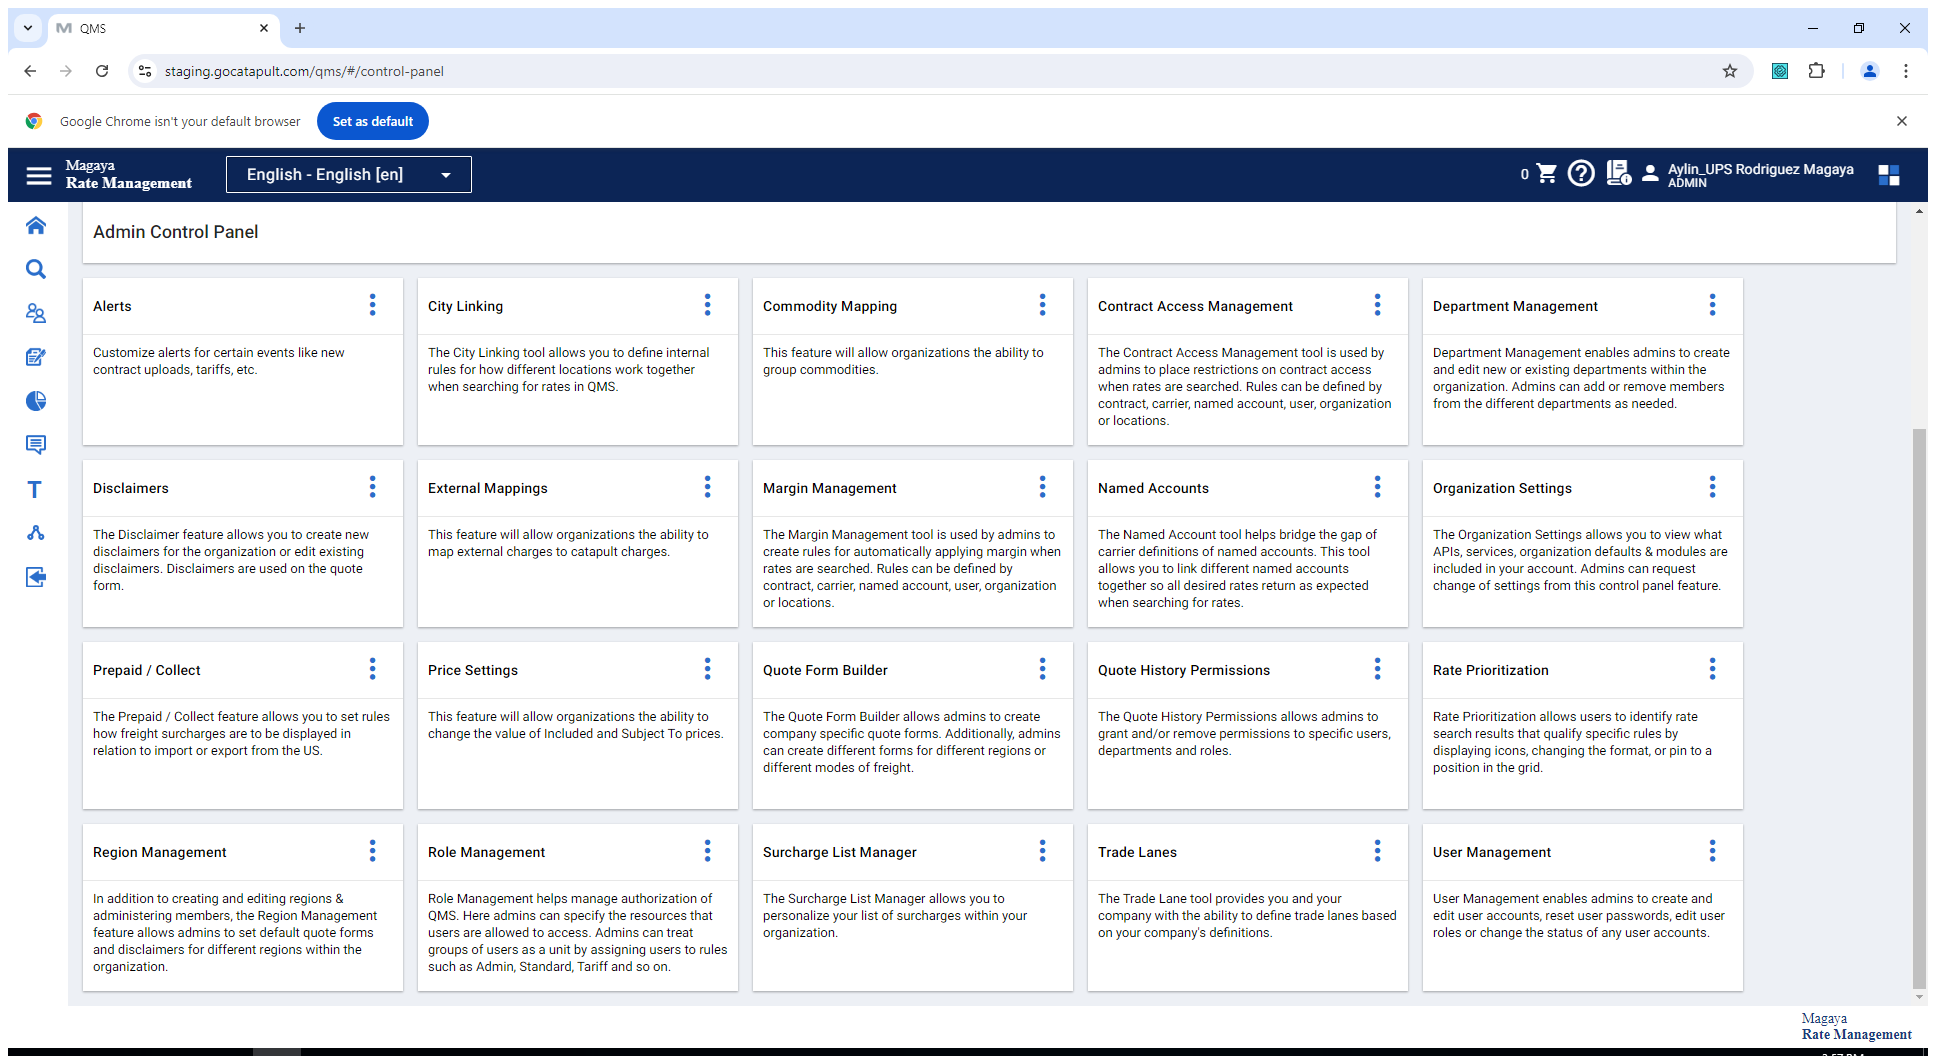 QMS
staging.gocatapult.com/qms/#/control-panel
Google Chrome isn't your default browser
Set as default
Magaya
Rate Management
English - English [en]
0
Aylin_UPS Rodriguez Magaya
ADMIN
Admin Control Panel
Alerts
Customize alerts for certain events like new
contract uploads, tariffs, etc.
City Linking
The City Linking tool allows you to define internal
rules for how different locations work together
when searching for rates in QMS.
Commodity Mapping
This feature will allow organizations the ability to
group commodities.
Contract Access Management
The Contract Access Management tool is used by
admins to place restrictions on contract access
when rates are searched. Rules can be defined by
contract, carrier, named account, user, organization
or locations.
Department Management
Department Management enables admins to create
and edit new or existing departments within the
organization. Admins can add or remove members
from the different departments as needed.
Disclaimers
The Disclaimer feature allows you to create new
disclaimers for the organization or edit existing
disclaimers. Disclaimers are used on the quote
form.
External Mappings
This feature will allow organizations the ability to
map external charges to catapult charges.
Margin Management
The Margin Management tool is used by admins to
create rules for automatically applying margin when
rates are searched. Rules can be defined by
contract, carrier, named account, user, organization
or locations.
Named Accounts
The Named Account tool helps bridge the gap of
carrier definitions of named accounts. This tool
allows you to link different named accounts
together so all desired rates return as expected
when searching for rates.
Organization Settings
The Organization Settings allows you to view what
APIs, services, organization defaults & modules are
included in your account. Admins can request
change of settings from this control panel feature.
Prepaid / Collect
The Prepaid / Collect feature allows you to set rules
how freight surcharges are to be displayed in
relation to import or export from the US.
Price Settings
This feature will allow organizations the ability to
change the value of Included and Subject To prices.
Quote Form Builder
The Quote Form Builder allows admins to create
company specific quote forms. Additionally, admins
can create different forms for different regions or
different modes of freight.
Quote History Permissions
The Quote History Permissions allows admins to
grant and/or remove permissions to specific users,
departments and roles.
Rate Prioritization
Rate Prioritization allows users to identify rate
search results that qualify specific rules by
displaying icons, changing the format, or pin to a
position in the grid.
Region Management
In addition to creating and editing regions &
administering members, the Region Management
feature allows admins to set default quote forms
and disclaimers for different regions within the
organization.
Role Management
Role Management helps manage authorization of
QMS. Here admins can specify the resources that
users are allowed to access. Admins can treat
groups of users as a unit by assigning users to rules
such as Admin, Standard, Tariff and so on.
Surcharge List Manager
The Surcharge List Manager allows you to
personalize your list of surcharges within your
organization.
Trade Lanes
The Trade Lane tool provides you and your
company with the ability to define trade lanes based
on your company's definitions.
User Management
User Management enables admins to create and
edit user accounts, reset user passwords, edit user
roles or change the status of any user accounts.
Magaya
Rate Management